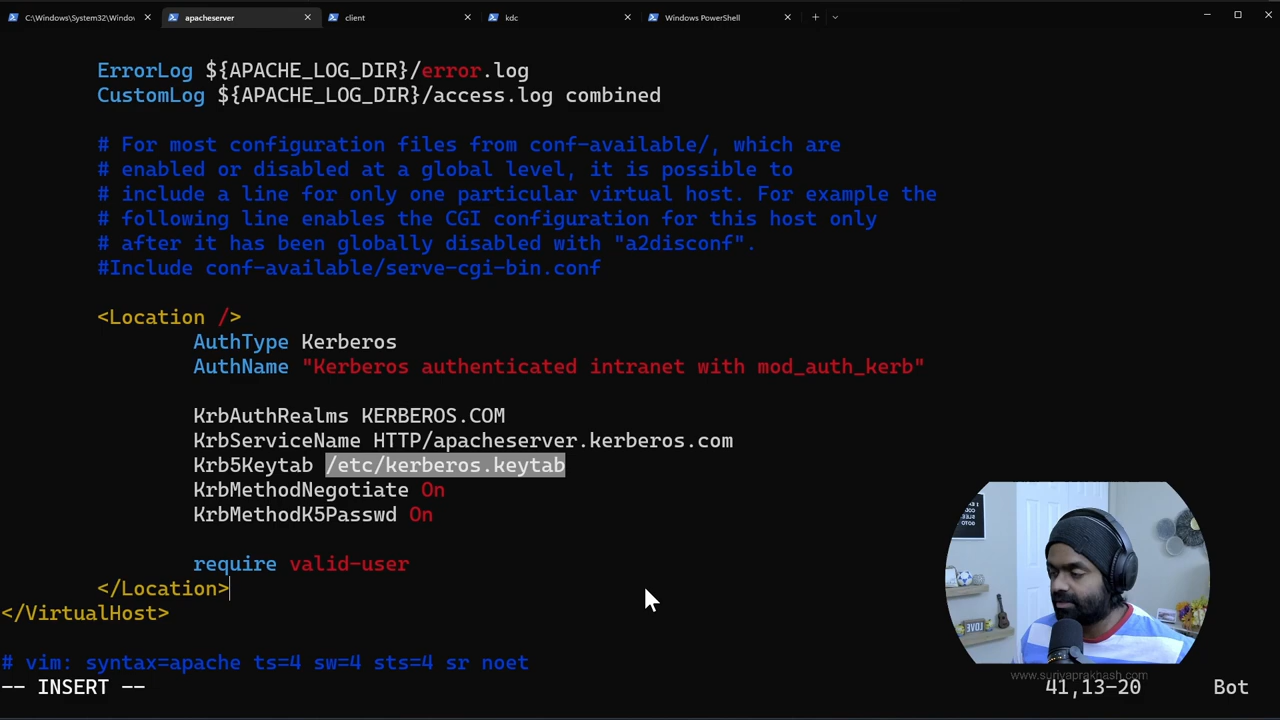 C:\Windows\System32\Windo
apacheserver
client
kdc
Windows PowerShell
ErrorLog ${APACHE_LOG_DIR}/error.log
CustomLog ${APACHE_LOG_DIR}/access.log combined
# For most configuration files from conf-available/, which are
# enabled or disabled at a global level, it is possible to
# include a line for only one particular virtual host. For example the
# following line enables the CGI configuration for this host only
# after it has been globally disabled with "a2disconf".
#Include conf-available/serve-cgi-bin.conf
<Location />
AuthType Kerberos
AuthName "Kerberos authenticated intranet with mod_auth_kerb"
KrbAuthRealms KERBEROS.COM
KrbServiceName HTTP/apacheserver.kerberos.com
Krb5Keytab /etc/kerberos.keytab
KrbMethodNegotiate On
KrbMethodK5Passwd On
require valid-user
</Location>
</VirtualHost>
# vim: syntax=apache ts=4 sw=4 sts=4 sr noet
-- INSERT --
www.suriyaprakhash.com
41,13-20
Bot